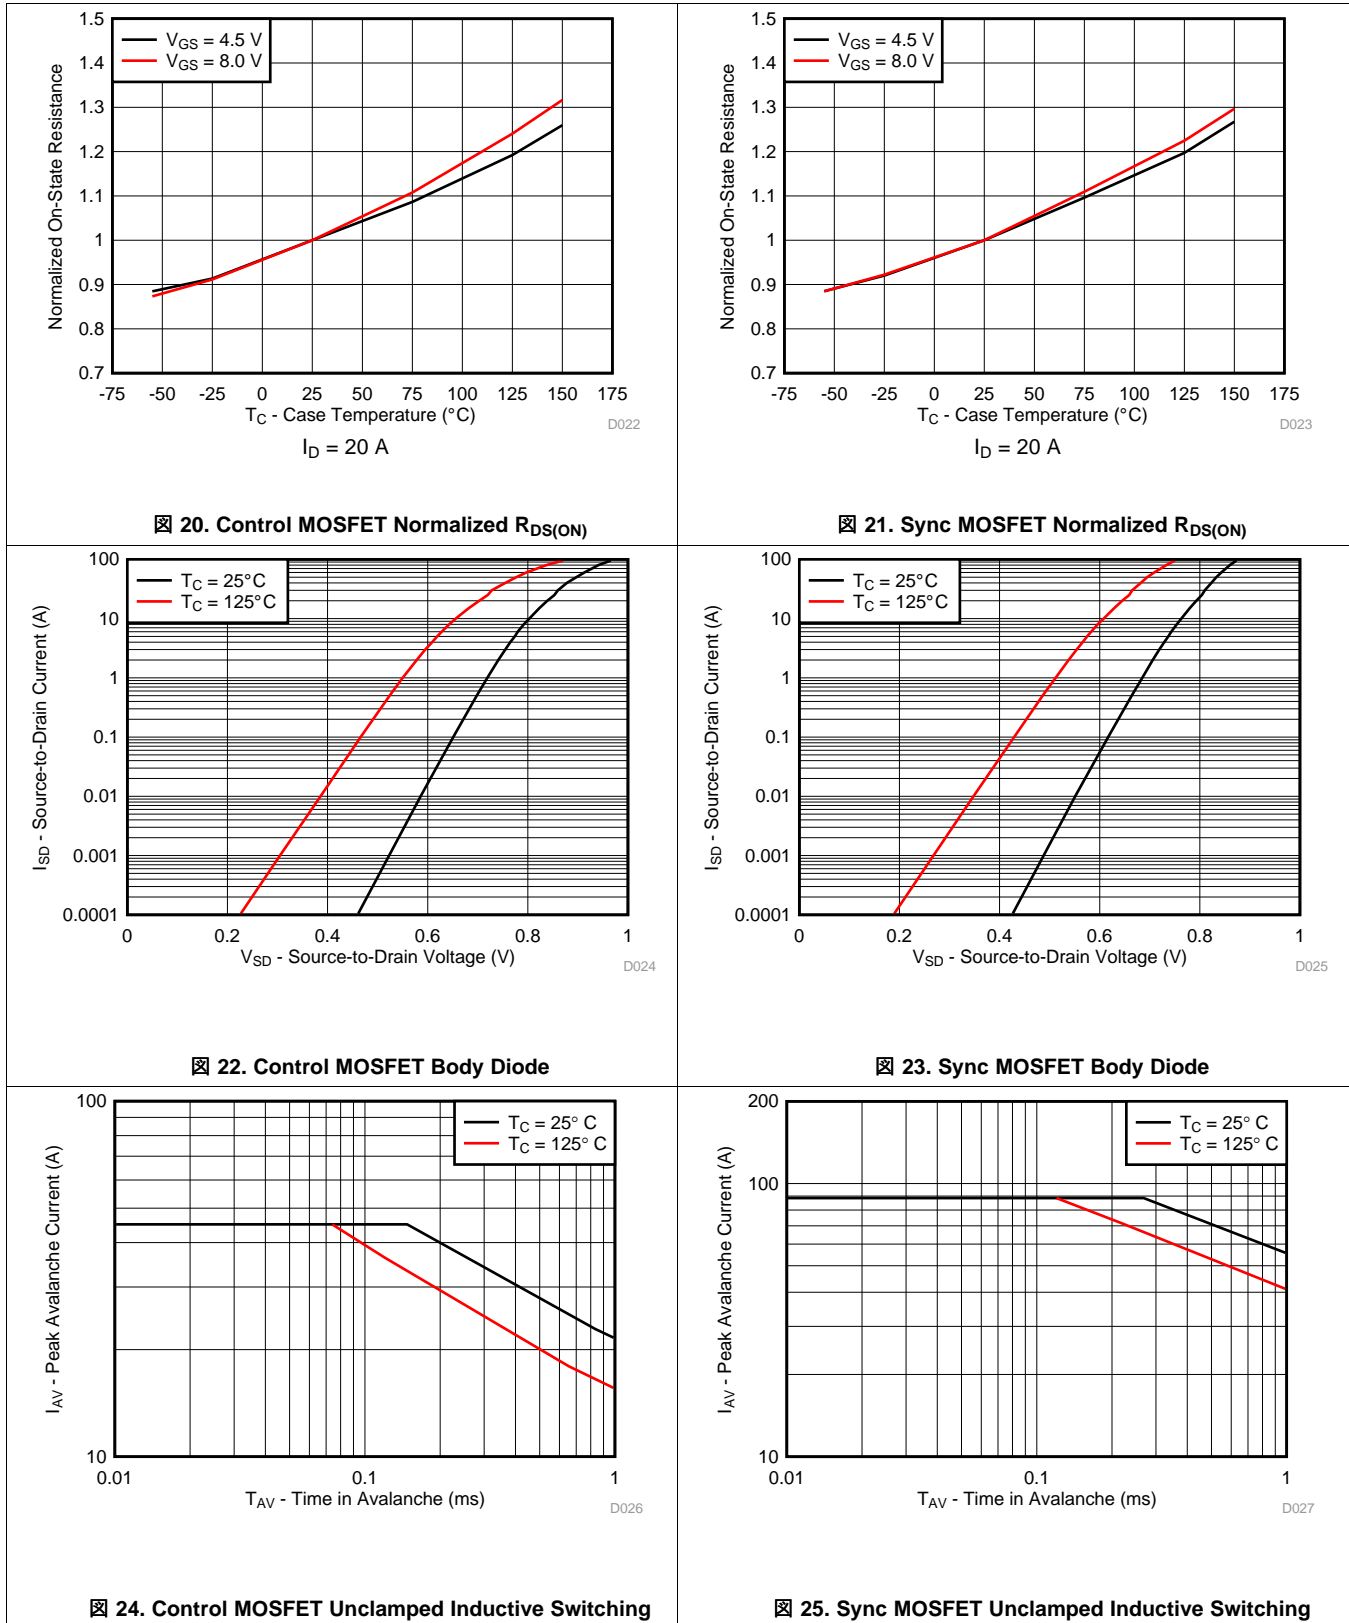 1.5
1.4
1.3
1.2
1.1
1
0.9
0.8
0.7
Normalized On-State Resistance
VGS = 4.5 V
VGS = 8.0 V
-75 -50 -25 0 25 50 75 100 125 150 175
TC - Case Temperature (°C)
D022
ID = 20 A
図 20. Control MOSFET Normalized RDS(ON)
1.5
1.4
1.3
1.2
1.1
1
0.9
0.8
0.7
Normalized On-State Resistance
VGS = 4.5 V
VGS = 8.0 V
-75 -50 -25 0 25 50 75 100 125 150 175
TC - Case Temperature (°C)
D023
ID = 20 A
図 21. Sync MOSFET Normalized RDS(ON)
100
10
1
0.1
0.01
0.001
0.0001
ISD - Source-to-Drain Current (A)
TC = 25°C
TC = 125°C
0 0.2 0.4 0.6 0.8 1
VSD - Source-to-Drain Voltage (V)
D024
図 22. Control MOSFET Body Diode
100
10
1
0.1
0.01
0.001
0.0001
ISD - Source-to-Drain Current (A)
TC = 25°C
TC = 125°C
0 0.2 0.4 0.6 0.8 1
VSD - Source-to-Drain Voltage (V)
D025
図 23. Sync MOSFET Body Diode
100
10
IAV - Peak Avalanche Current (A)
TC = 25° C
TC = 125° C
0.01 0.1 1
TAV - Time in Avalanche (ms)
D026
図 24. Control MOSFET Unclamped Inductive Switching
200
100
10
IAV - Peak Avalanche Current (A)
TC = 25° C
TC = 125° C
0.01 0.1 1
TAV - Time in Avalanche (ms)
D027
図 25. Sync MOSFET Unclamped Inductive Switching